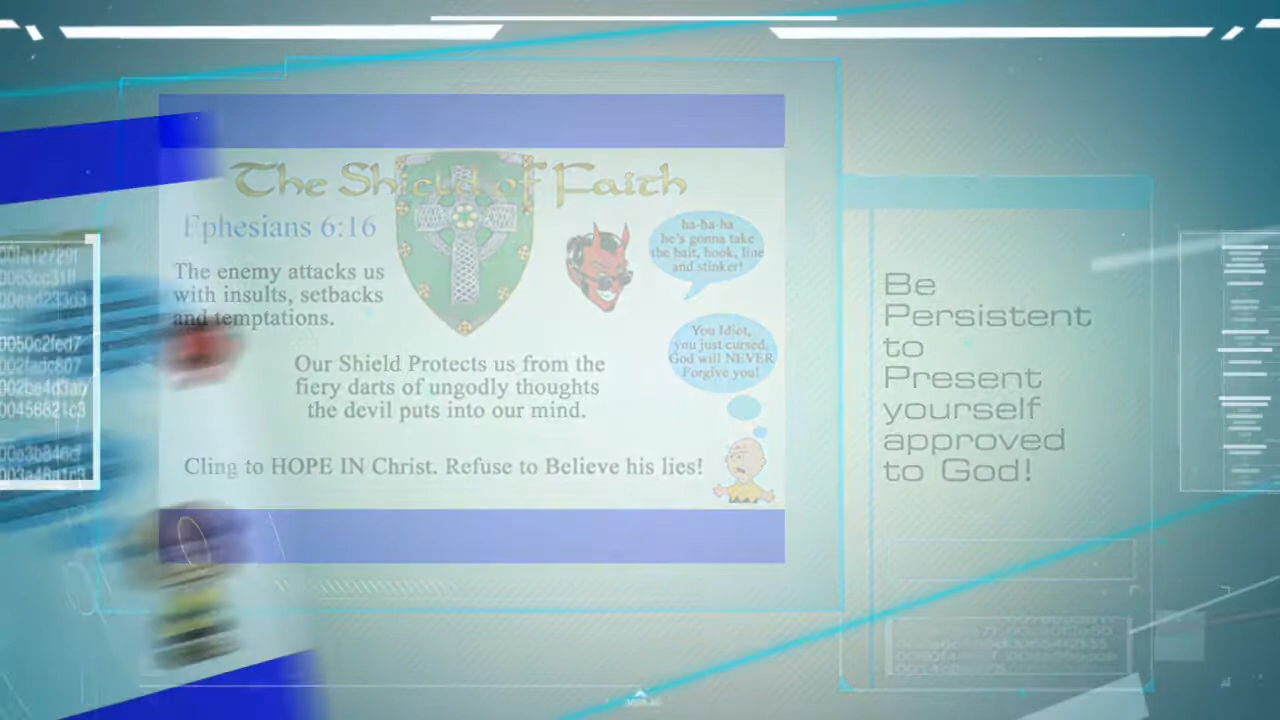 The Shield of Faith
Ephesians 6:16
The enemy attacks us
with insults, setbacks
and temptations.
ha-ha-ha
he's gonna take
the bait, hook, line
and stinker!
You Idiot,
you just cursed,
God will NEVER
Forgive you!
Our Shield Protects us from the
fiery darts of ungodly thoughts
the devil puts into our mind.
Cling to HOPE IN Christ. Refuse to Believe his lies!
Be
Persistent
to
Present
yourself
approved
to God!